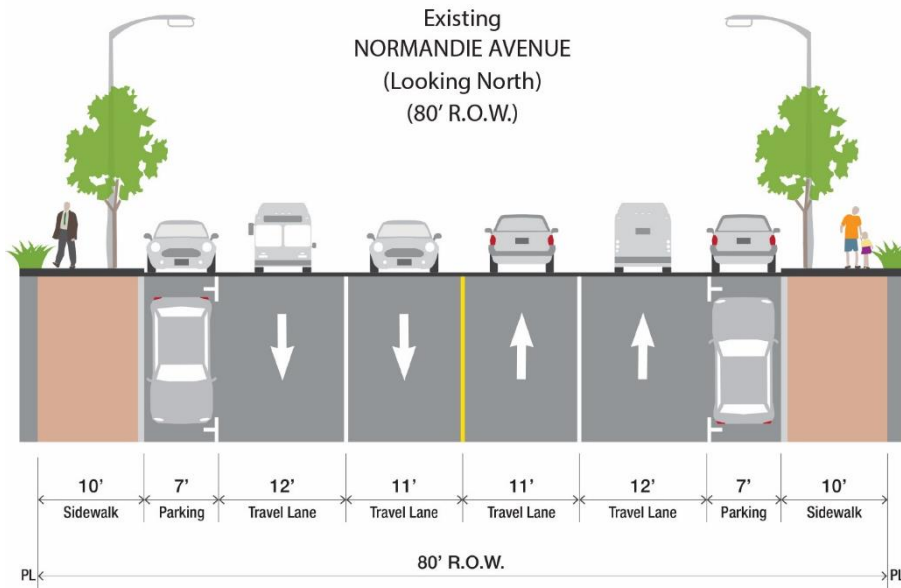 Existing
NORMANDIE AVENUE
(Looking North)
(80’ R.O.W.)
10’ 7’ 12’ 11’ 11’ 12’ 7’ 10’
Sidewalk Parking Travel Lane Travel Lane Travel Lane Travel Lane Parking Sidewalk
80’ R.O.W.
PL PL